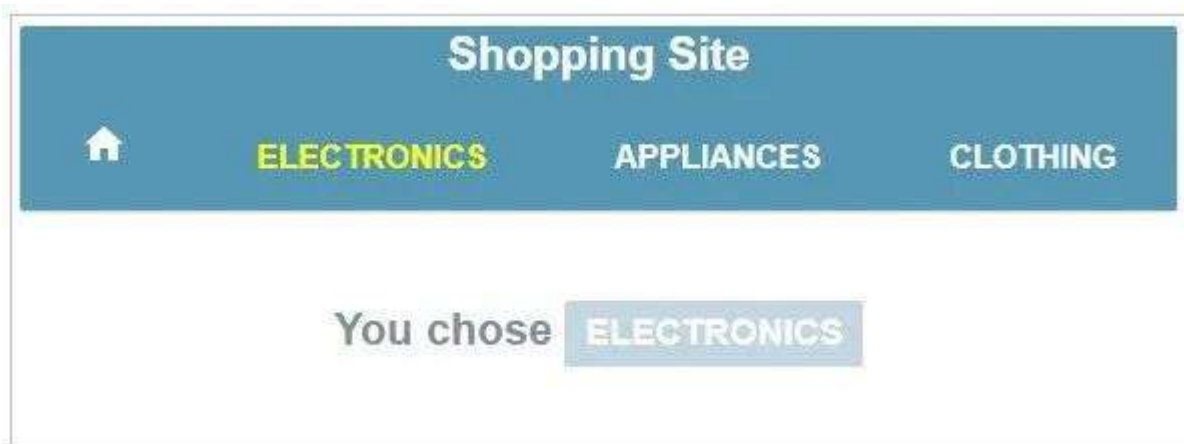 Shopping Site
ELECTRONICS APPLIANCES CLOTHING
You chose ELECTRONICS